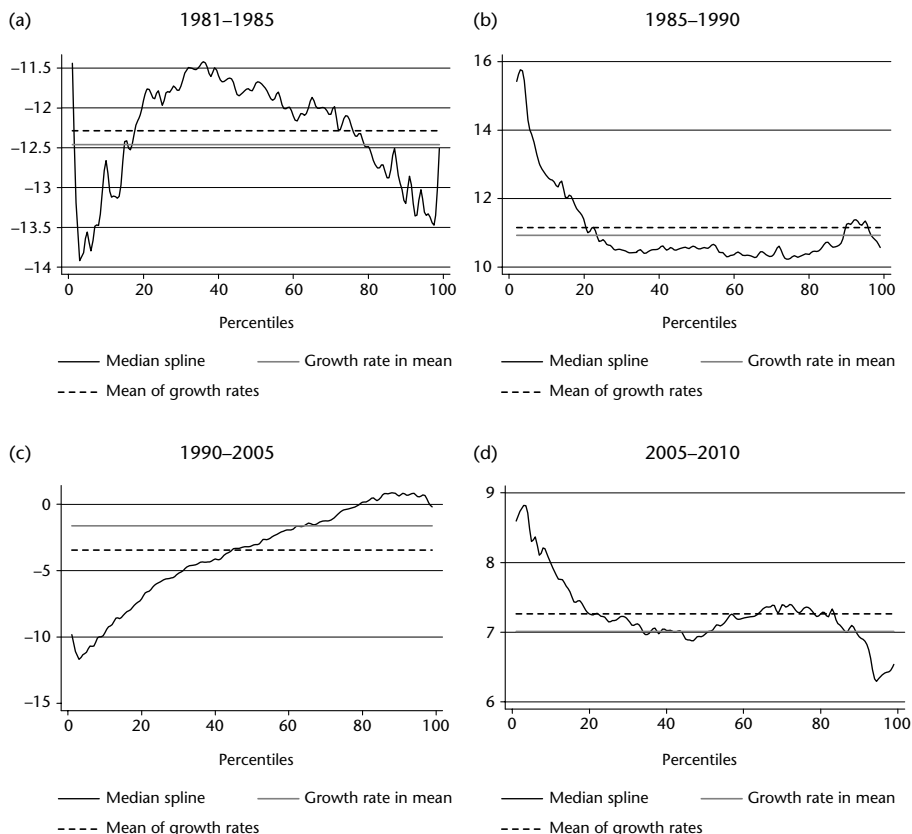 (a)
1981–1985
−11.5
−12
−12.5
−13
−13.5
−14
0 20 40 60 80 100
Percentiles
Median spline Growth rate in mean
Mean of growth rates
(b)
1985–1990
16
14
12
10
0 20 40 60 80 100
Percentiles
Median spline Growth rate in mean
Mean of growth rates
(c)
1990–2005
0
−5
−10
−15
0 20 40 60 80 100
Percentiles
Median spline Growth rate in mean
Mean of growth rates
(d)
2005–2010
9
8
7
6
0 20 40 60 80 100
Percentiles
Median spline Growth rate in mean
Mean of growth rates